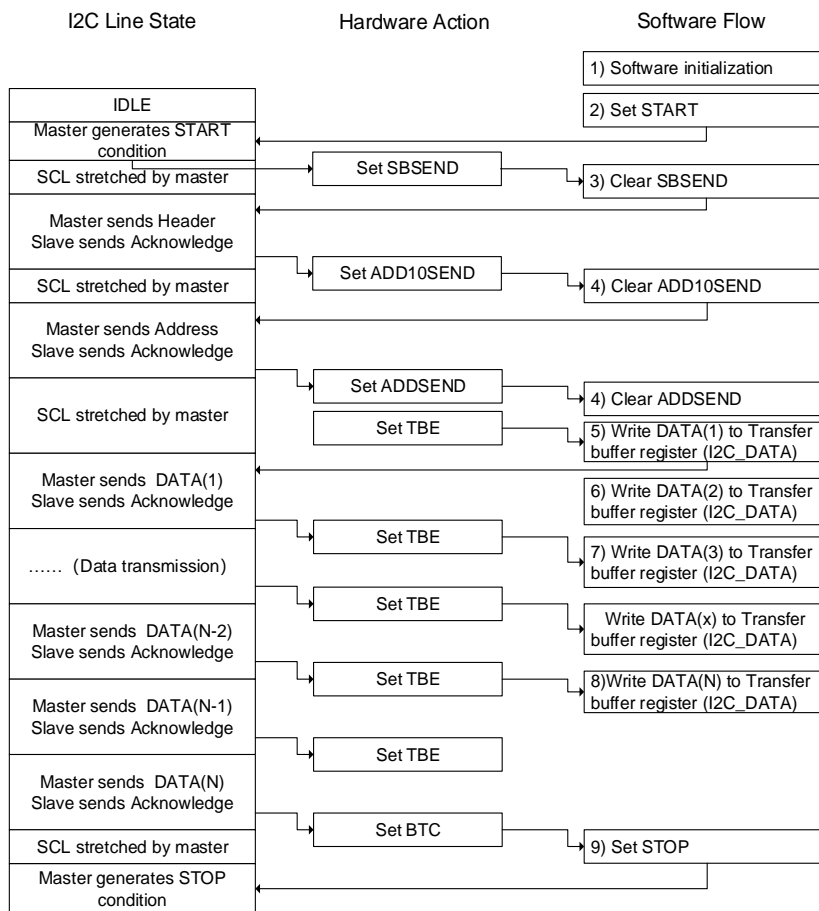 I2C Line State
Hardware Action
Software Flow
1) Software initialization
IDLE
2) Set START
Master generates START
condition
SCL stretched by master
Set SBSEND
3) Clear SBSEND
Master sends Header
Slave sends Acknowledge
SCL stretched by master
Set ADD10SEND
4) Clear ADD10SEND
Master sends Address
Slave sends Acknowledge
SCL stretched by master
Set ADDSEND
4) Clear ADDSEND
Set TBE
5) Write DATA(1) to Transfer
buffer register (I2C_DATA)
Master sends DATA(1)
Slave sends Acknowledge
6) Write DATA(2) to Transfer
buffer register (I2C_DATA)
Set TBE
7) Write DATA(3) to Transfer
buffer register (I2C_DATA)
…… (Data transmission)
Set TBE
Write DATA(x) to Transfer
buffer register (I2C_DATA)
Master sends DATA(N-2)
Slave sends Acknowledge
Set TBE
8)Write DATA(N) to Transfer
buffer register (I2C_DATA)
Master sends DATA(N-1)
Slave sends Acknowledge
Set TBE
Master sends DATA(N)
Slave sends Acknowledge
Set BTC
SCL stretched by master
9) Set STOP
Master generates STOP
condition